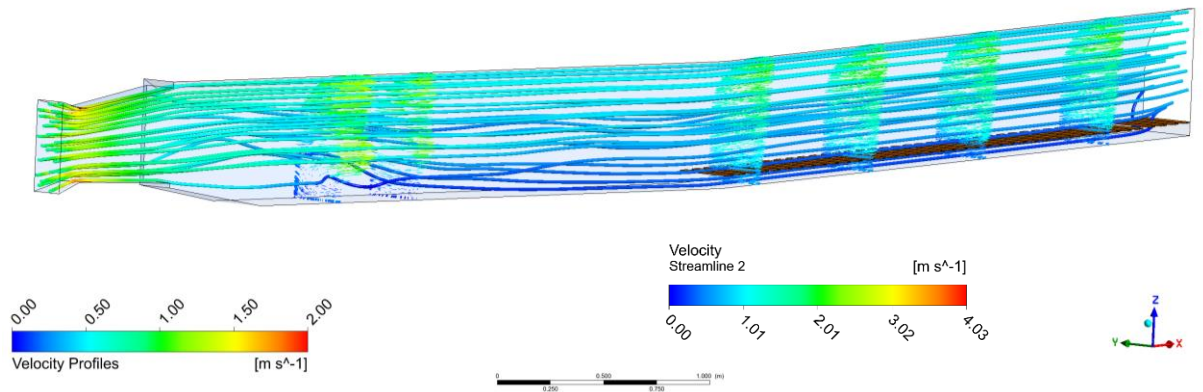 Velocity
Streamline 2 [m s^-1]
0.00 1.01 2.01 3.02 4.03
0.00 0.50 1.00 1.50 2.00
Velocity Profiles [m s^-1]
Z
Y X
0 0.500 1.000 (m)
0.250 0.750